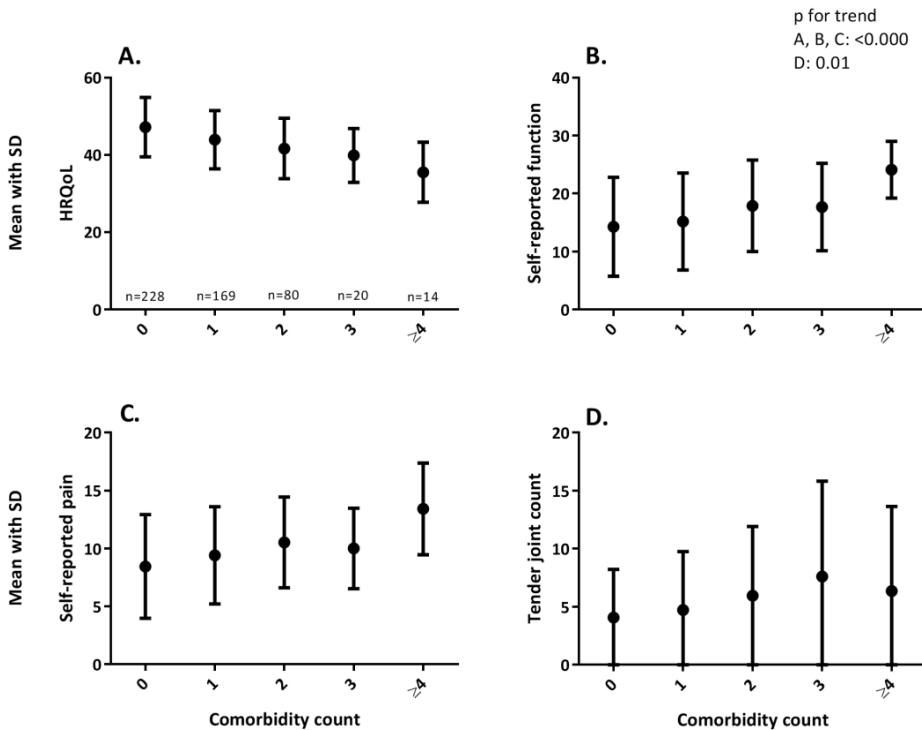 p for trend
A, B, C: <0.000
D: 0.01
A.
Mean with SD
HRQoL
60
40
20
0
n=228 n=169 n=80 n=20 n=14
0 1 2 3 ≥4
B.
Self-reported function
40
30
20
10
0
0 1 2 3 ≥4
C.
Mean with SD
Self-reported pain
20
15
10
5
0
0 1 2 3 ≥4
Comorbidity count
D.
Tender joint count
20
15
10
5
0
0 1 2 3 ≥4
Comorbidity count